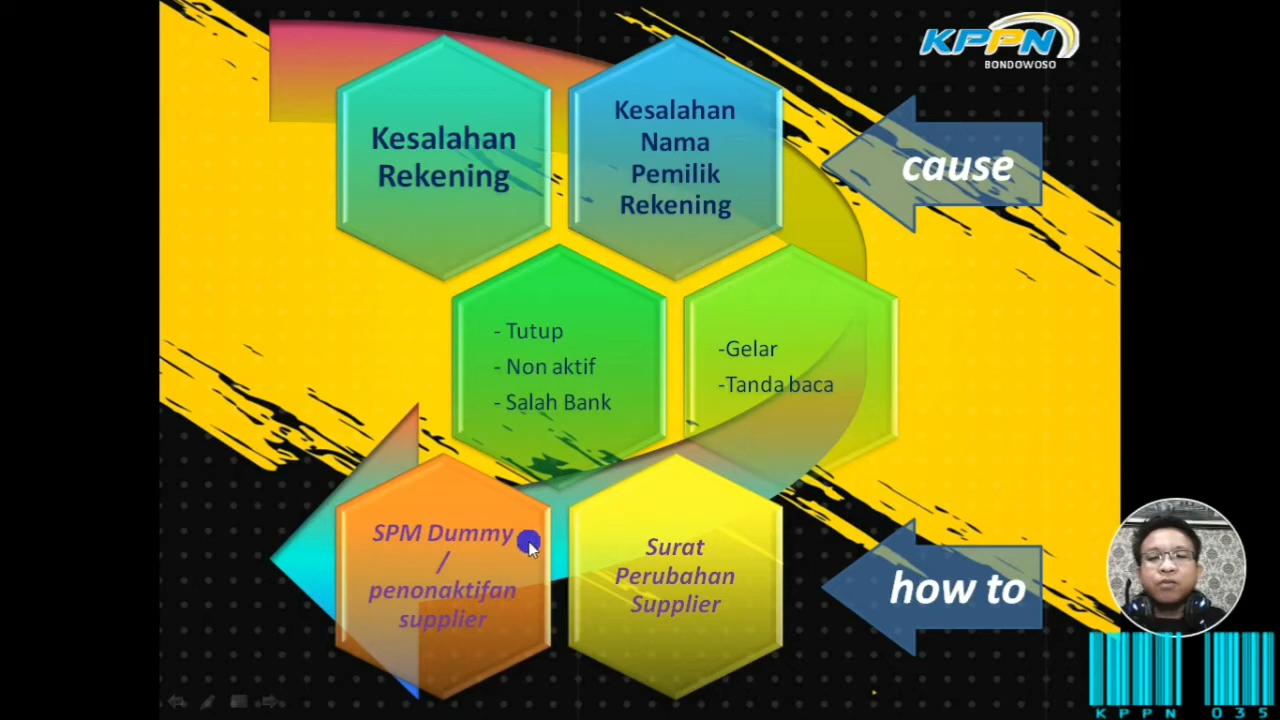 KPPN
BONDOWOSO
Kesalahan
Rekening
Kesalahan
Nama
Pemilik
Rekening
cause
- Tutup
- Non aktif
- Salah Bank
-Gelar
-Tanda baca
SPM Dummy
/
penonaktifan
supplier
Surat
Perubahan
Supplier
how to
KPPN 035